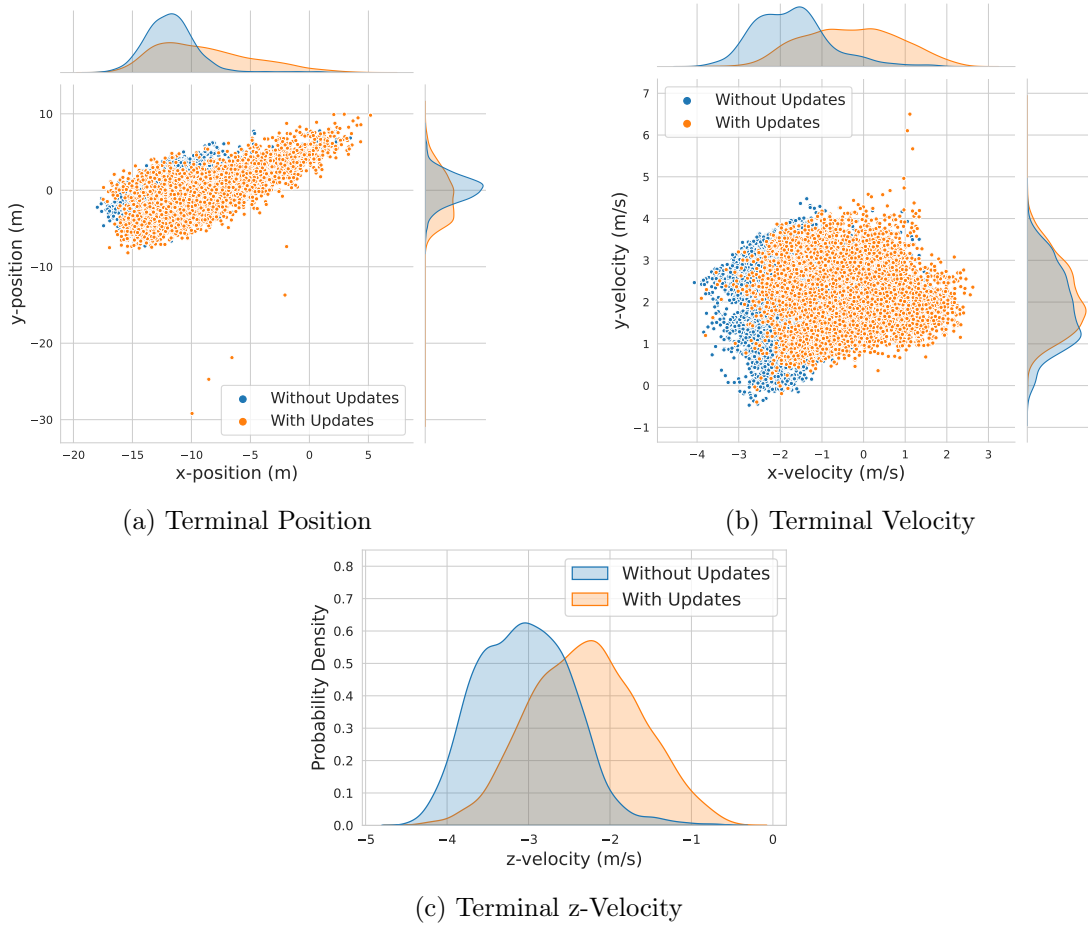 10
0
−10
−20
−30
y-position (m)
Without Updates
With Updates
−20 −15 −10 −5 0 5
x-position (m)
(a) Terminal Position
7
6
5
4
3
2
1
0
−1
y-velocity (m/s)
Without Updates
With Updates
−4 −3 −2 −1 0 1 2 3
x-velocity (m/s)
(b) Terminal Velocity
0.8
0.7
0.6
0.5
0.4
0.3
0.2
0.1
0.0
Probability Density
Without Updates
With Updates
−5 −4 −3 −2 −1 0
z-velocity (m/s)
(c) Terminal z-Velocity